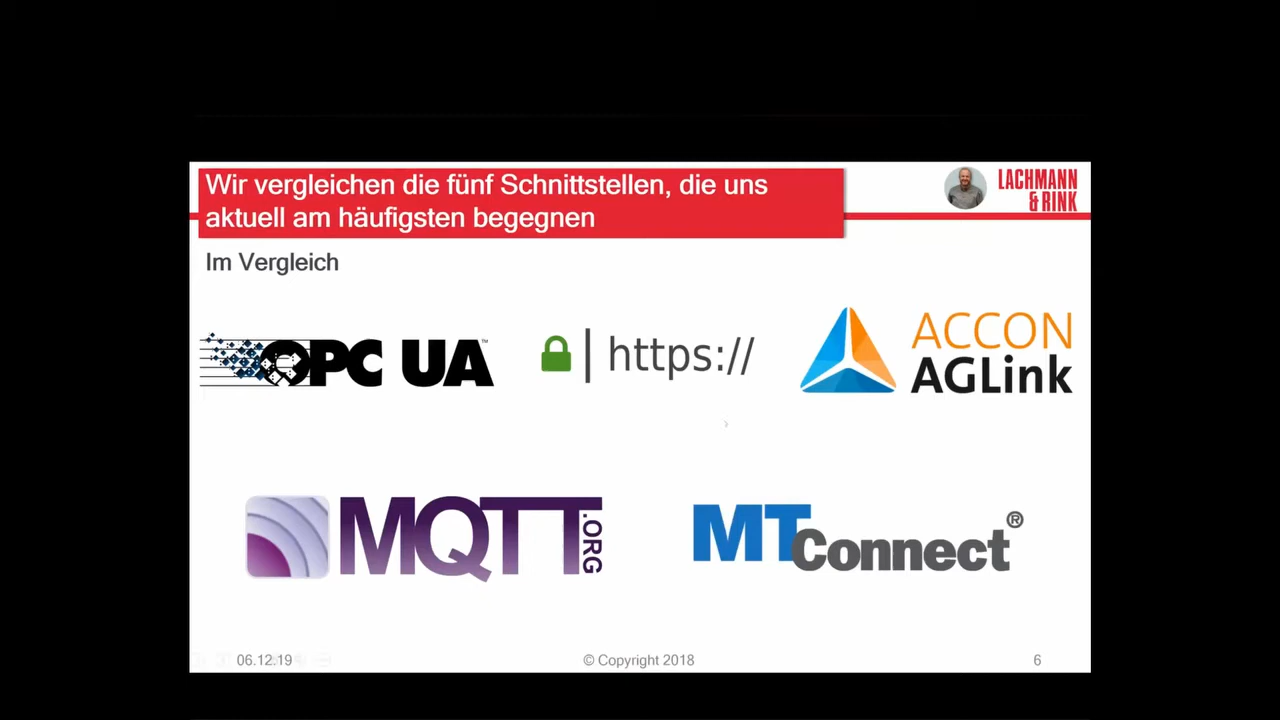 Wir vergleichen die fünf Schnittstellen, die uns
aktuell am häufigsten begegnen
LACHMANN
& RINK
Im Vergleich
OPC UA™
| https://
ACCON
AGLink
MQTT.ORG
MTConnect®
06.12.19
© Copyright 2018
6